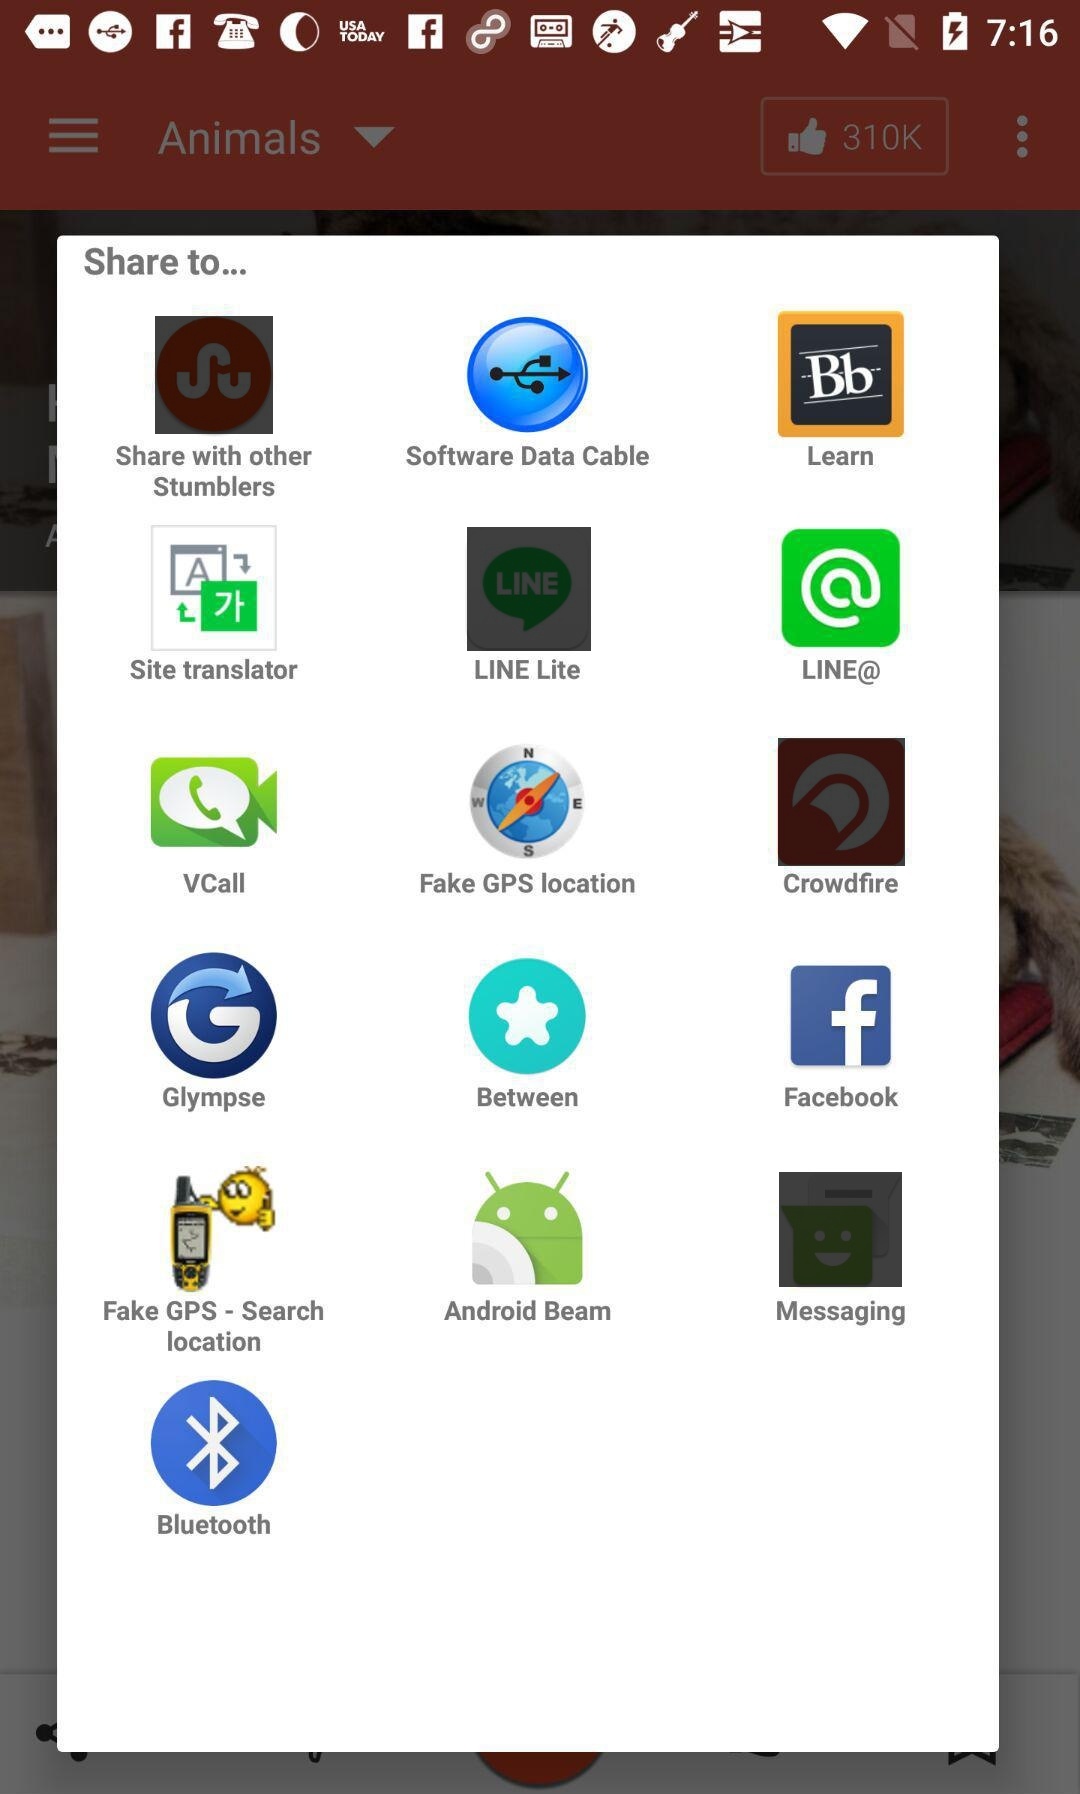 USA
TODAY
7:16
Animals
310K
Share to...
Bb
Share with other
Stumblers
Software Data Cable
Learn
A
가
LINE
Site translator
LINE Lite
LINE@
N
W
E
S
VCall
Fake GPS location
Crowdfire
Glympse
Between
Facebook
Fake GPS - Search
location
Android Beam
Messaging
Bluetooth